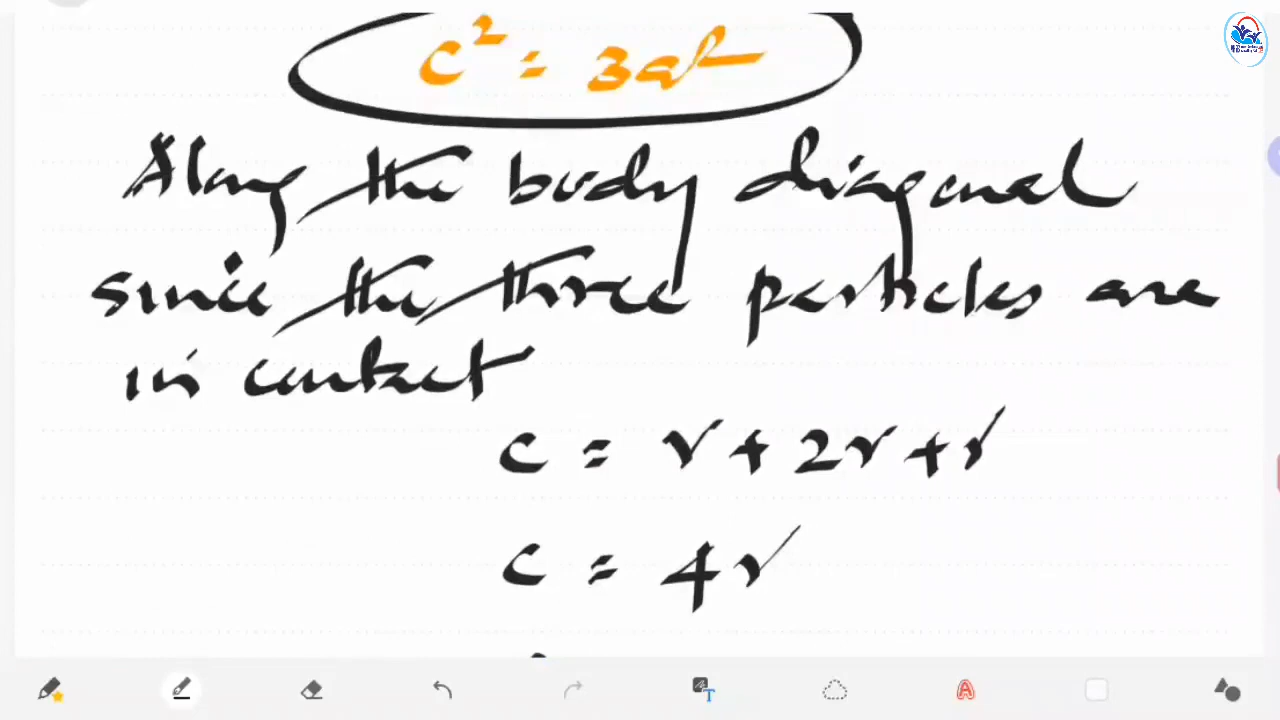 c² = 3a²
Along the body diagonal
since the three particles are
in contact
c = r + 2r + r
c = 4r